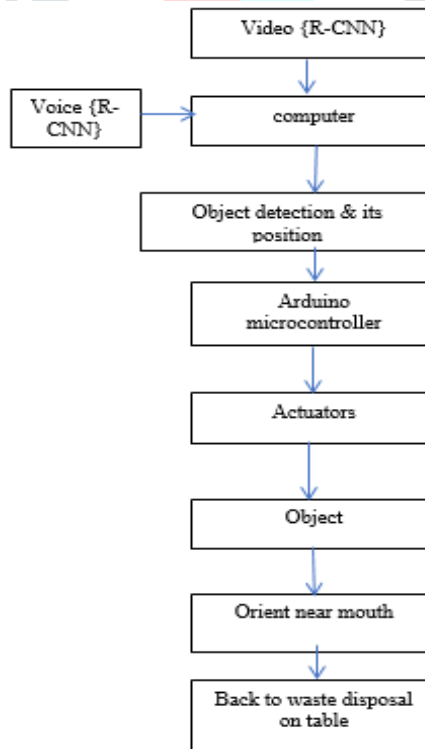 Video {R-CNN}
Voice {R-
CNN}
computer
Object detection & its
position
Arduino
microcontroller
Actuators
Object
Orient near mouth
Back to waste disposal
on table